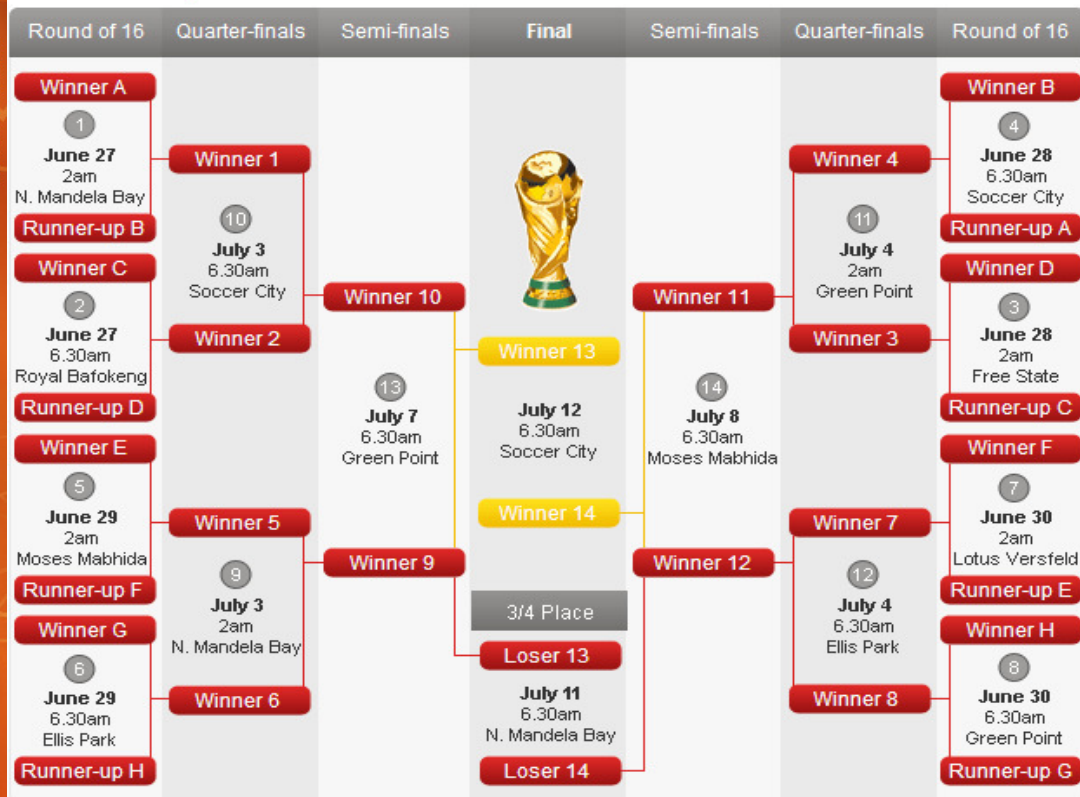 Round of 16
Quarter-finals
Semi-finals
Final
Semi-finals
Quarter-finals
Round of 16
Winner A
1
June 27
2am
N. Mandela Bay
Runner-up B
Winner C
2
June 27
6.30am
Royal Bafokeng
Runner-up D
Winner E
5
June 29
2am
Moses Mabhida
Runner-up F
Winner G
6
June 29
6.30am
Ellis Park
Runner-up H
Winner 1
10
July 3
6.30am
Soccer City
Winner 2
Winner 5
9
July 3
2am
N. Mandela Bay
Winner 6
Winner 10
13
July 7
6.30am
Green Point
Winner 9
Winner 13
July 12
6.30am
Soccer City
Winner 14
3/4 Place
Loser 13
July 11
6.30am
N. Mandela Bay
Loser 14
Winner 11
14
July 8
6.30am
Moses Mabhida
Winner 12
Winner 4
11
July 4
2am
Green Point
Winner 3
Winner 7
12
July 4
6.30am
Ellis Park
Winner 8
Winner B
4
June 28
6.30am
Soccer City
Runner-up A
Winner D
3
June 28
2am
Free State
Runner-up C
Winner F
7
June 30
2am
Lotus Versfeld
Runner-up E
Winner H
8
June 30
6.30am
Green Point
Runner-up G